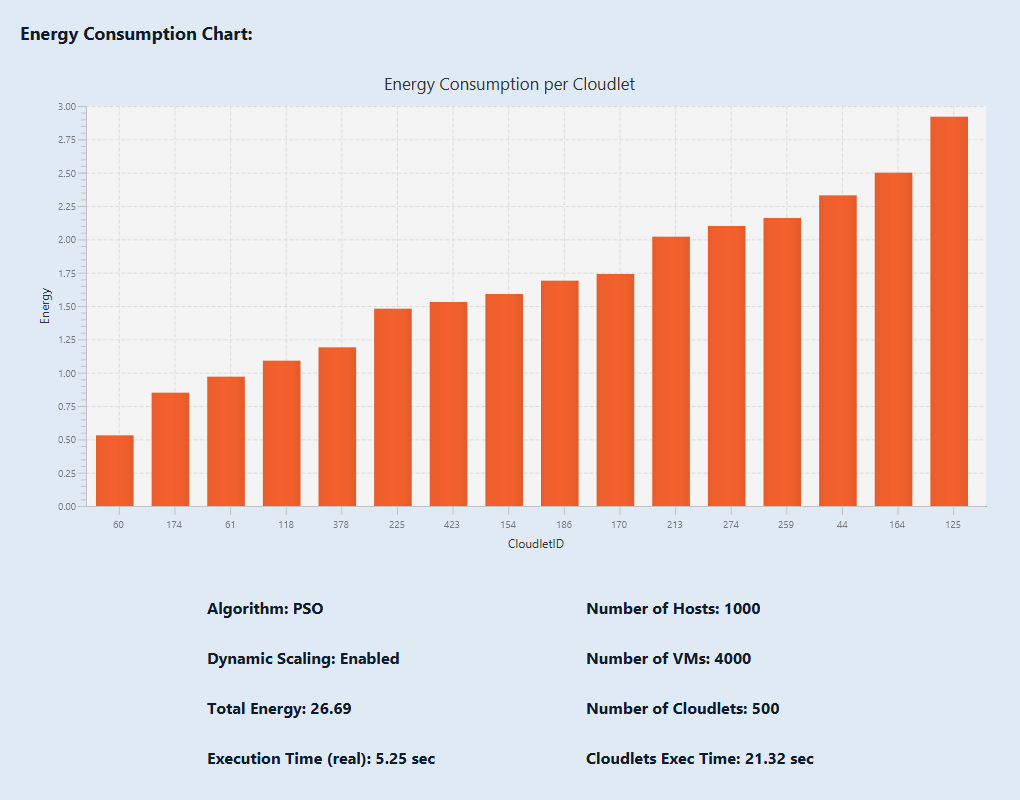 Energy Consumption Chart:
Energy Consumption per Cloudlet
3.00
2.75
2.50
2.25
2.00
1.75
1.50
1.25
1.00
0.75
0.50
0.25
0.00
Energy
60 174 61 118 378 225 423 154 186 170 213 274 259 44 164 125
CloudletID
Algorithm: PSO
Number of Hosts: 1000
Dynamic Scaling: Enabled
Number of VMs: 4000
Total Energy: 26.69
Number of Cloudlets: 500
Execution Time (real): 5.25 sec
Cloudlets Exec Time: 21.32 sec